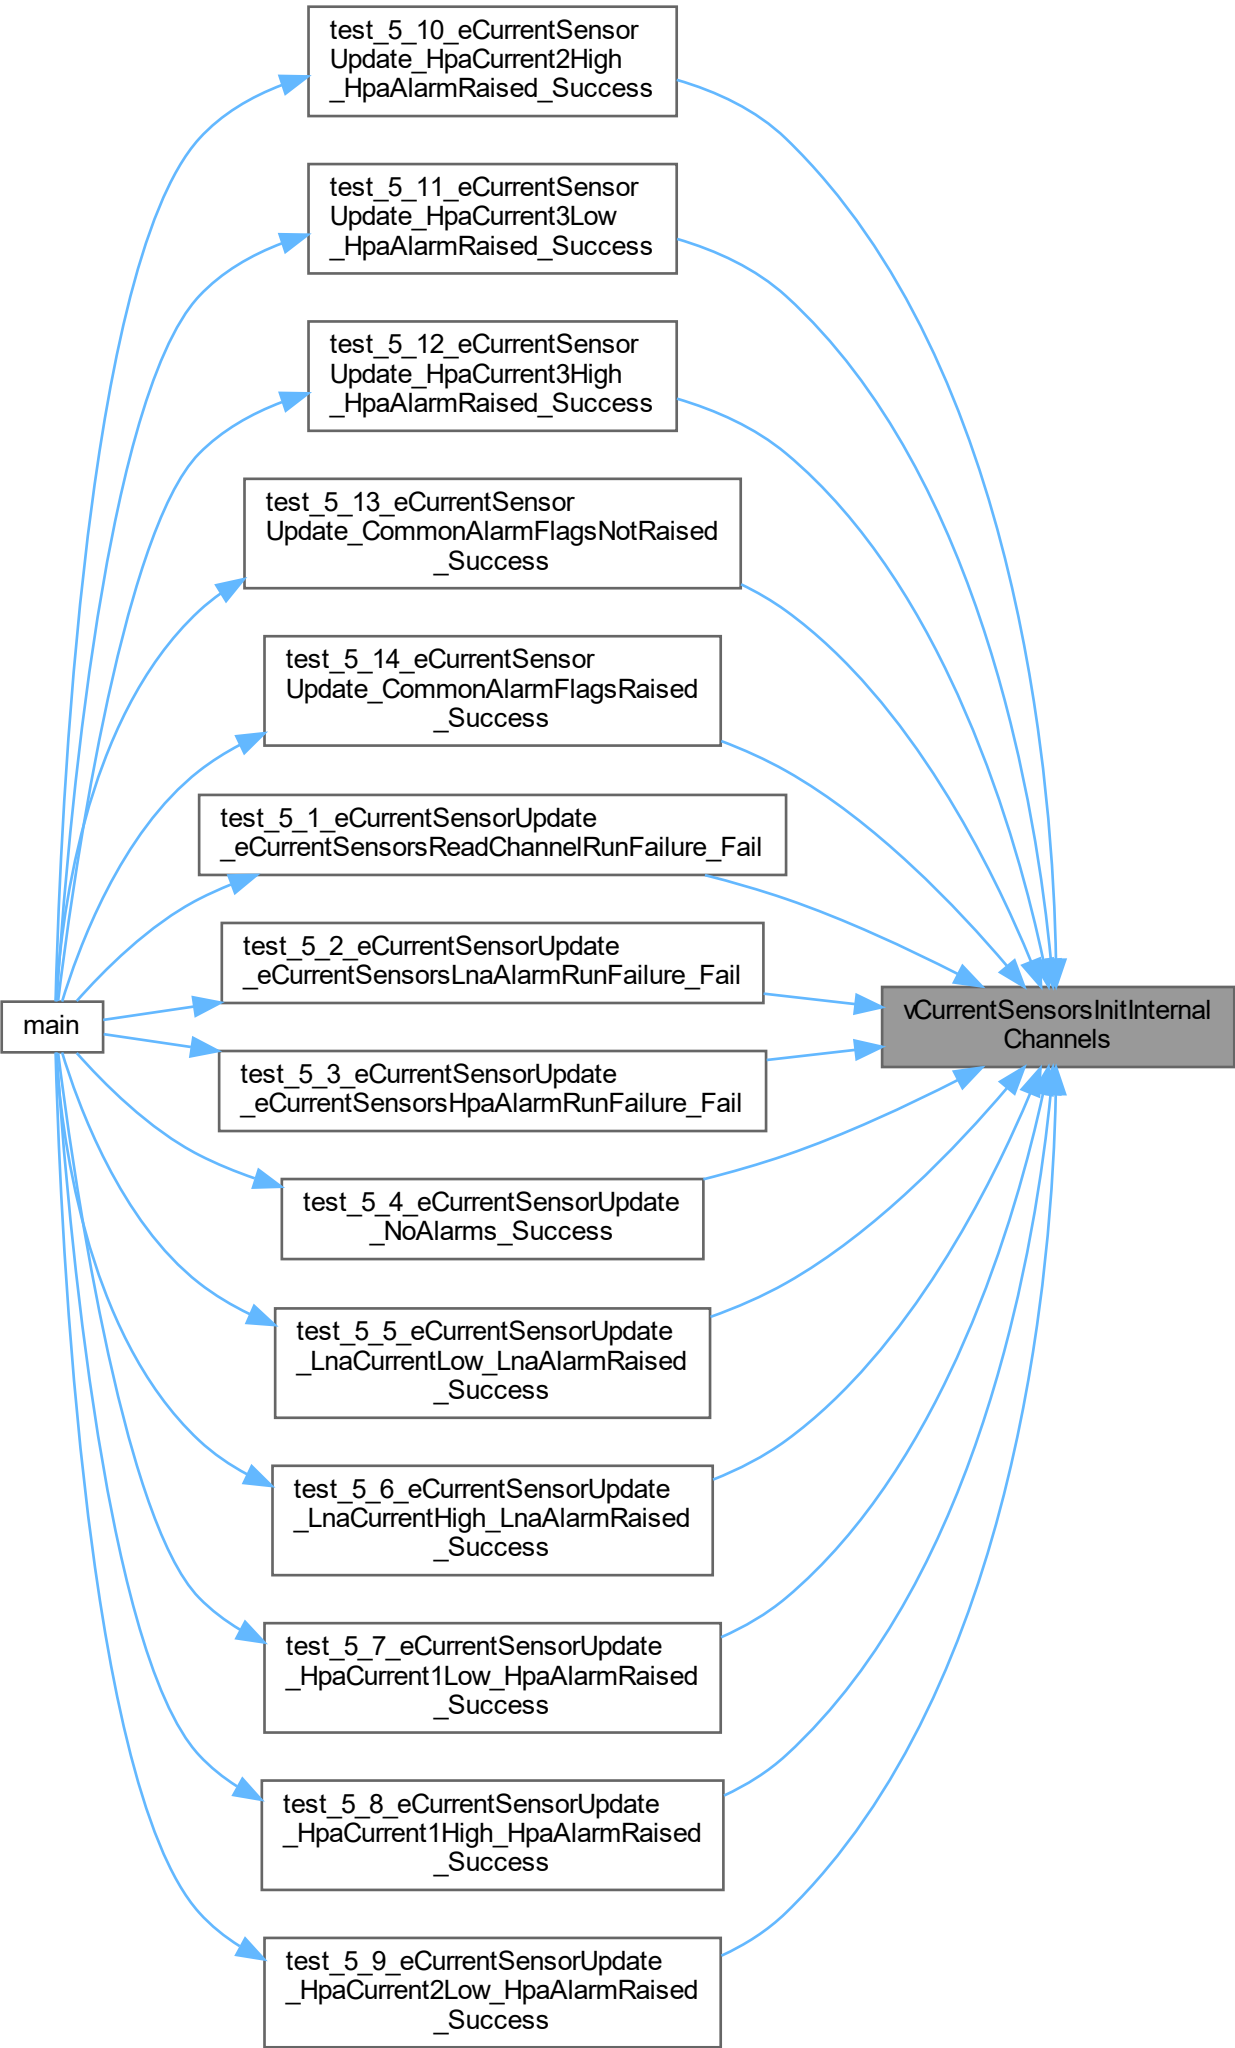 test_5_10_eCurrentSensor
Update_HpaCurrent2High
_HpaAlarmRaised_Success
test_5_11_eCurrentSensor
Update_HpaCurrent3Low
_HpaAlarmRaised_Success
test_5_12_eCurrentSensor
Update_HpaCurrent3High
_HpaAlarmRaised_Success
test_5_13_eCurrentSensor
Update_CommonAlarmFlagsNotRaised
_Success
test_5_14_eCurrentSensor
Update_CommonAlarmFlagsRaised
_Success
test_5_1_eCurrentSensorUpdate
_eCurrentSensorsReadChannelRunFailure_Fail
test_5_2_eCurrentSensorUpdate
_eCurrentSensorsLnaAlarmRunFailure_Fail
main
vCurrentSensorsInitInternal
Channels
test_5_3_eCurrentSensorUpdate
_eCurrentSensorsHpaAlarmRunFailure_Fail
test_5_4_eCurrentSensorUpdate
_NoAlarms_Success
test_5_5_eCurrentSensorUpdate
_LnaCurrentLow_LnaAlarmRaised
_Success
test_5_6_eCurrentSensorUpdate
_LnaCurrentHigh_LnaAlarmRaised
_Success
test_5_7_eCurrentSensorUpdate
_HpaCurrent1Low_HpaAlarmRaised
_Success
test_5_8_eCurrentSensorUpdate
_HpaCurrent1High_HpaAlarmRaised
_Success
test_5_9_eCurrentSensorUpdate
_HpaCurrent2Low_HpaAlarmRaised
_Success